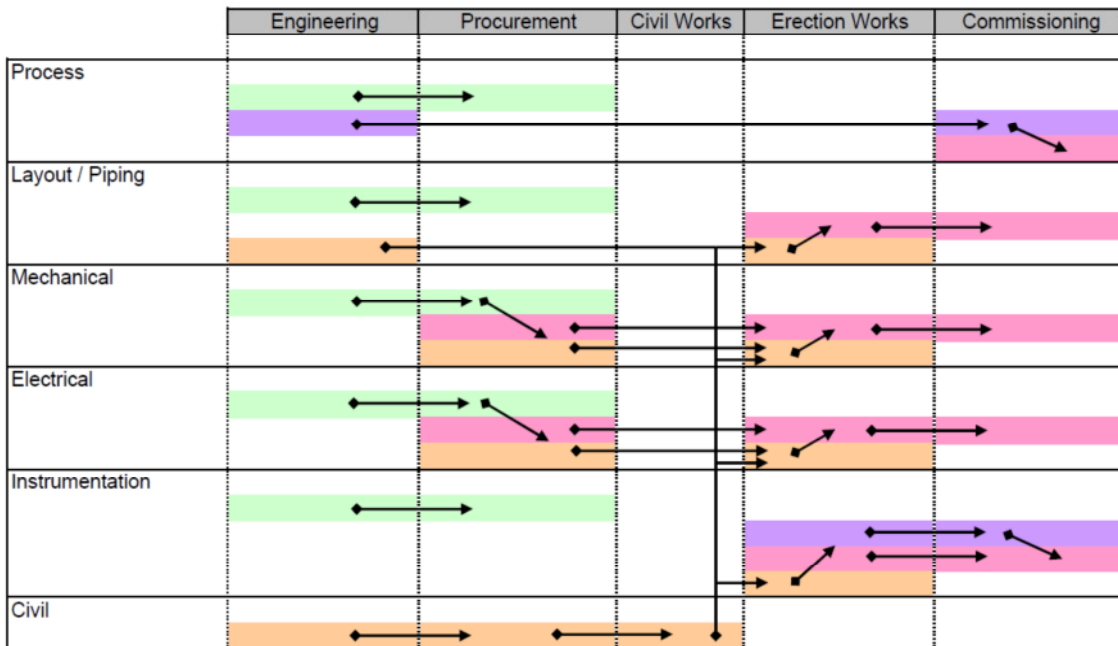 Engineering Procurement Civil Works Erection Works Commissioning
Process
Layout / Piping
Mechanical
Electrical
Instrumentation
Civil